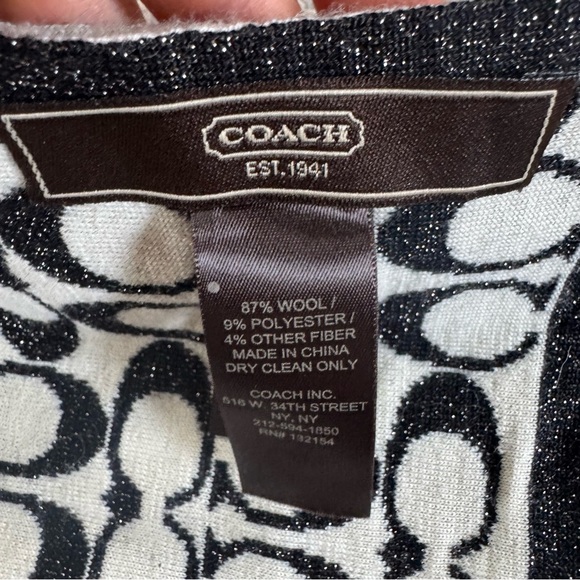 COACH
EST. 1941
87% WOOL /
9% POLYESTER /
4% OTHER FIBER
MADE IN CHINA
DRY CLEAN ONLY
COACH INC.
516 W. 34TH STREET
NY, NY
212-594-1850
RN# 132154